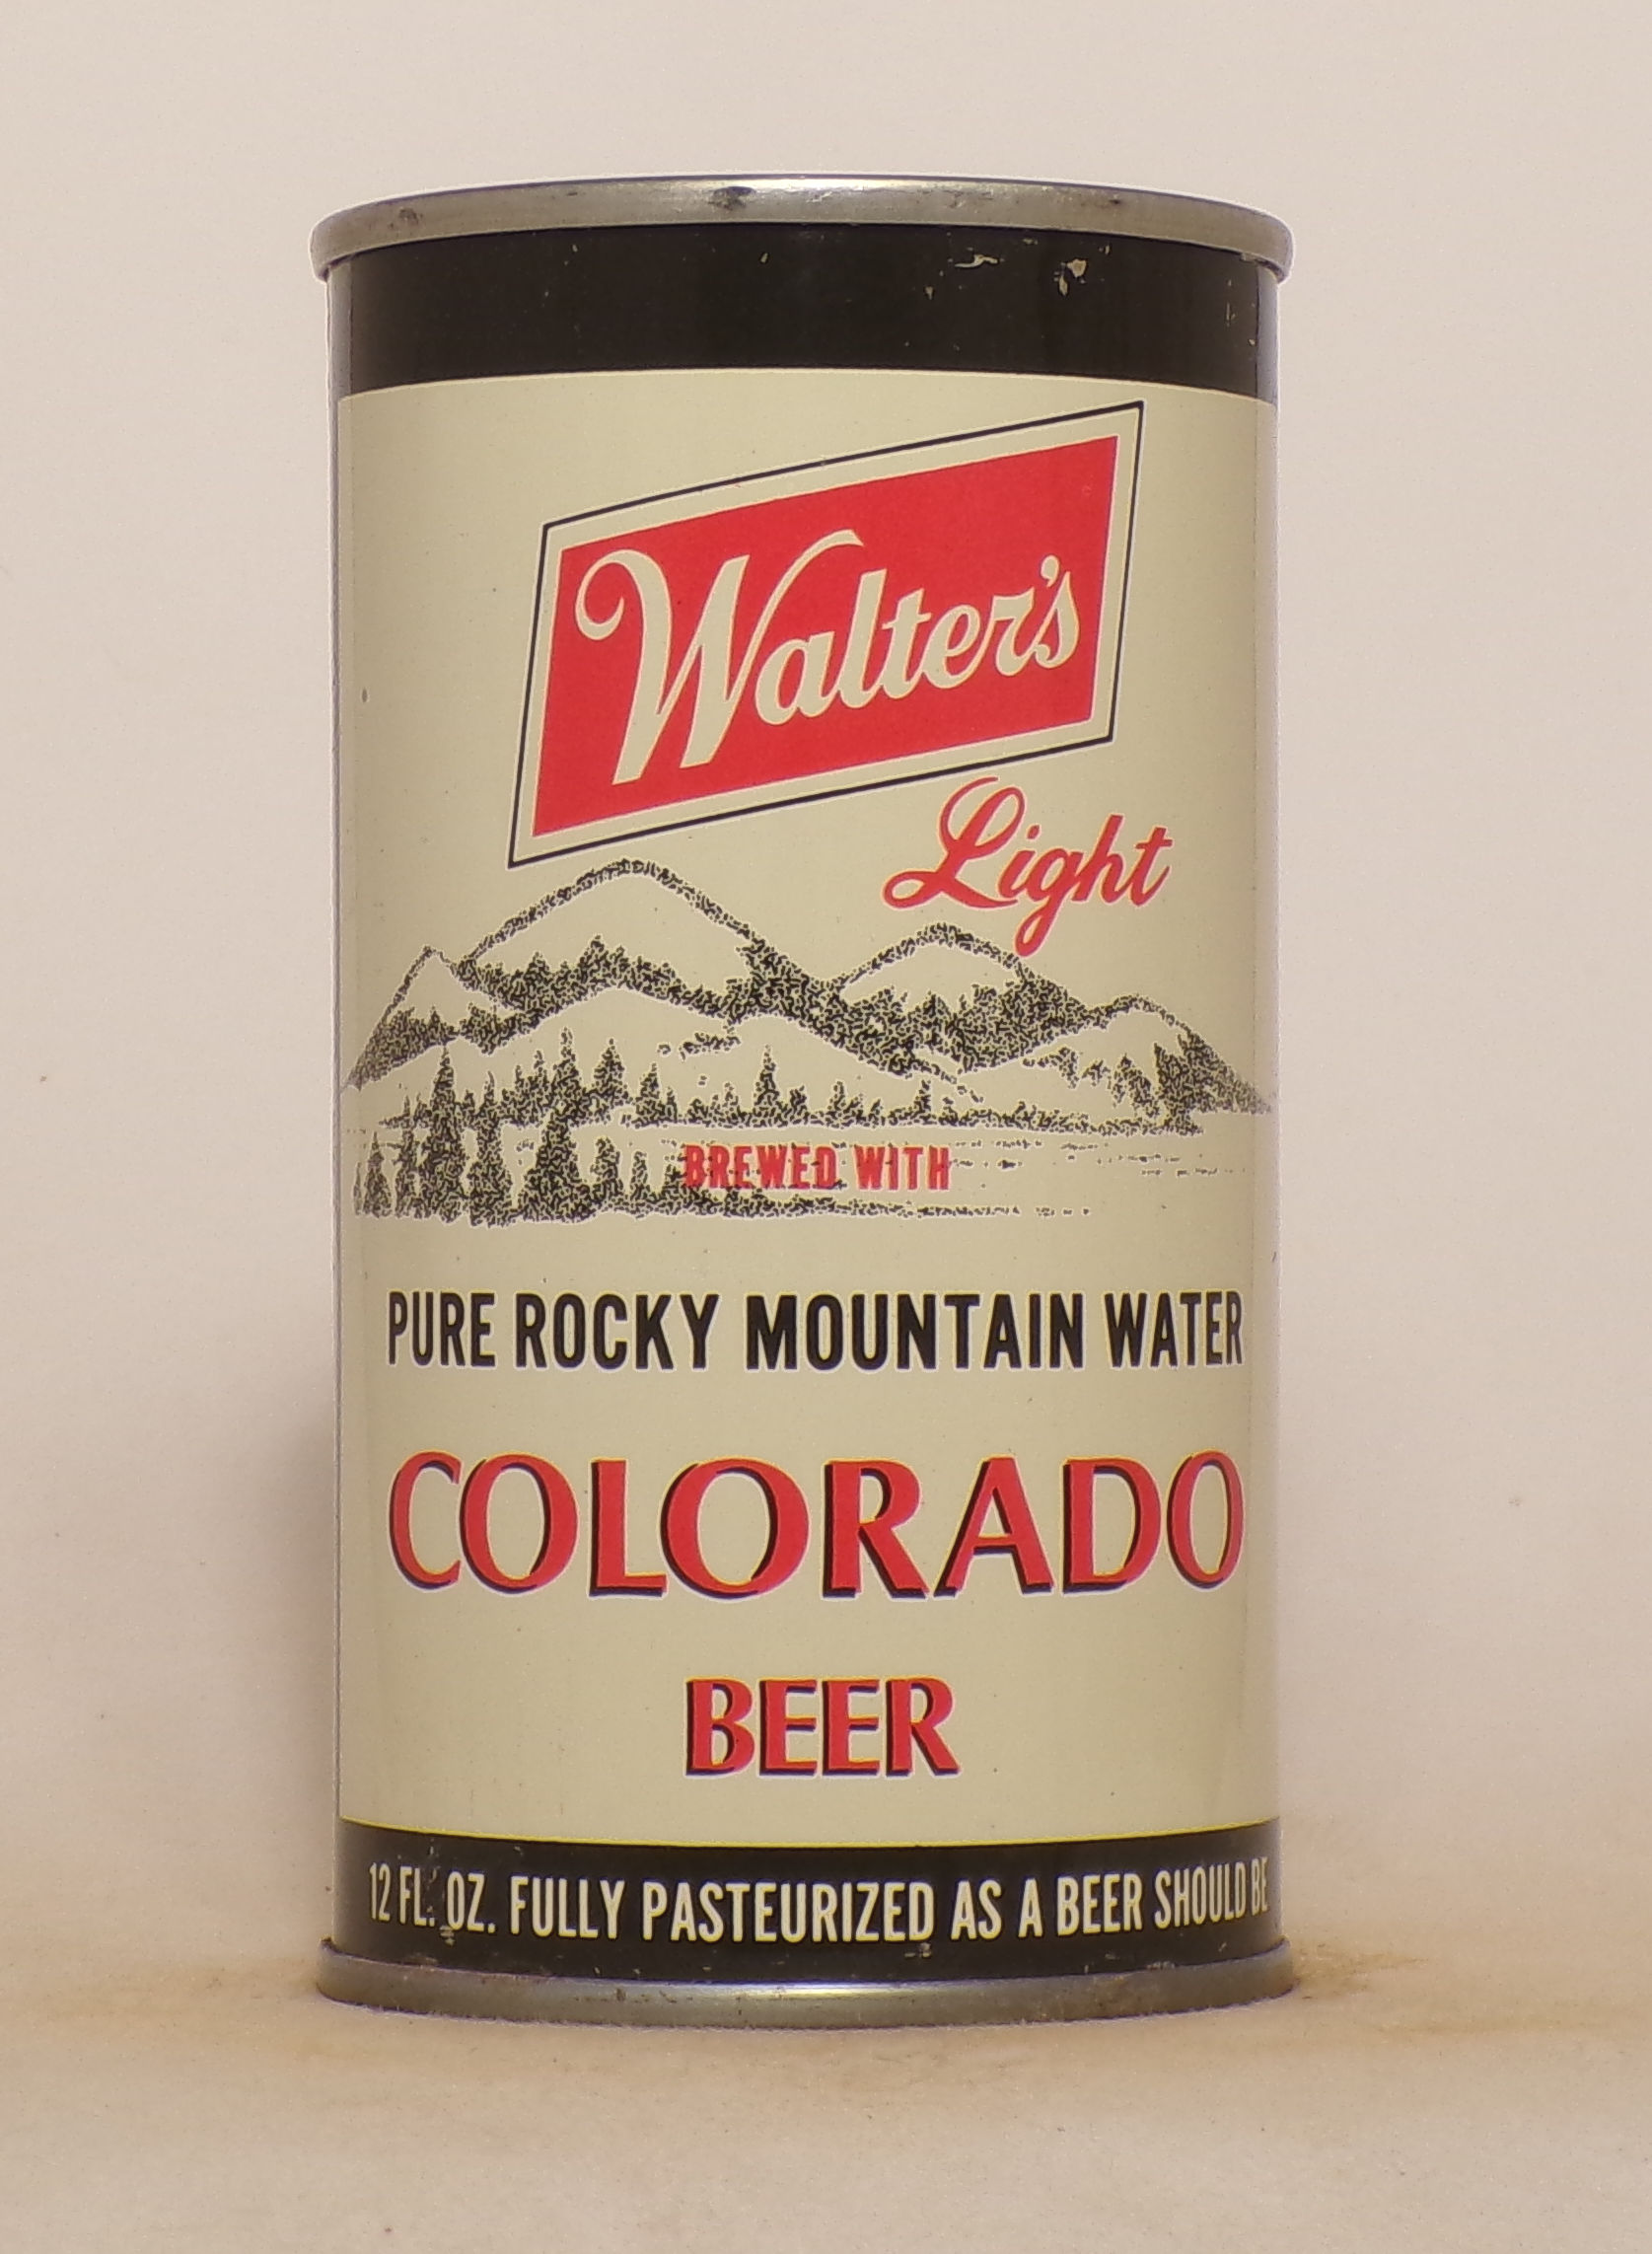 Walter's
Light
BREWED WITH
PURE ROCKY MOUNTAIN WATER
COLORADO
BEER
12 FL. OZ. FULLY PASTEURIZED AS A BEER SHOULD BE